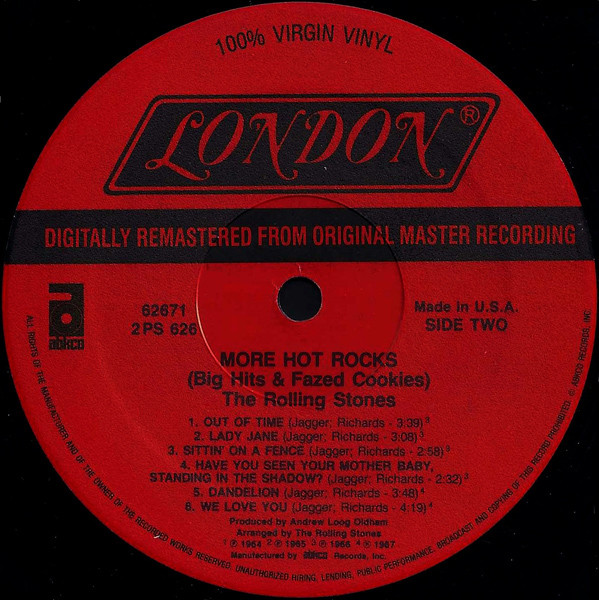 100% VIRGIN VINYL
LONDON®
DIGITALLY REMASTERED FROM ORIGINAL MASTER RECORDING
abkco
62671
2PS 626
Made in U.S.A.
SIDE TWO
MORE HOT ROCKS
(Big Hits & Fazed Cookies)
The Rolling Stones
1. OUT OF TIME (Jagger; Richards - 3:39)³
2. LADY JANE (Jagger; Richards - 3:08)³
3. SITTIN' ON A FENCE (Jagger; Richards - 2:58)³
4. HAVE YOU SEEN YOUR MOTHER BABY,
STANDING IN THE SHADOW? (Jagger; Richards - 2:32)³
5. DANDELION (Jagger; Richards - 3:48)⁴
6. WE LOVE YOU (Jagger; Richards - 4:19)⁴
Produced by Andrew Loog Oldham
Arranged by The Rolling Stones
¹℗ 1964 ²℗ 1965 ³℗ 1966 ⁴℗ 1967
Manufactured by abkco Records, Inc.
ALL RIGHTS OF THE MANUFACTURER AND OF THE OWNER OF THE RECORDED WORKS RESERVED. UNAUTHORIZED HIRING, LENDING, PUBLIC PERFORMANCE, BROADCAST AND COPYING OF THIS RECORD PROHIBITED. © ABKCO RECORDS, INC.